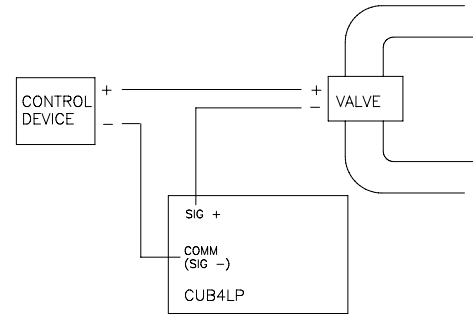 +
CONTROL
DEVICE
−
+
−
VALVE
SIG +
COMM
(SIG −)
CUB4LP